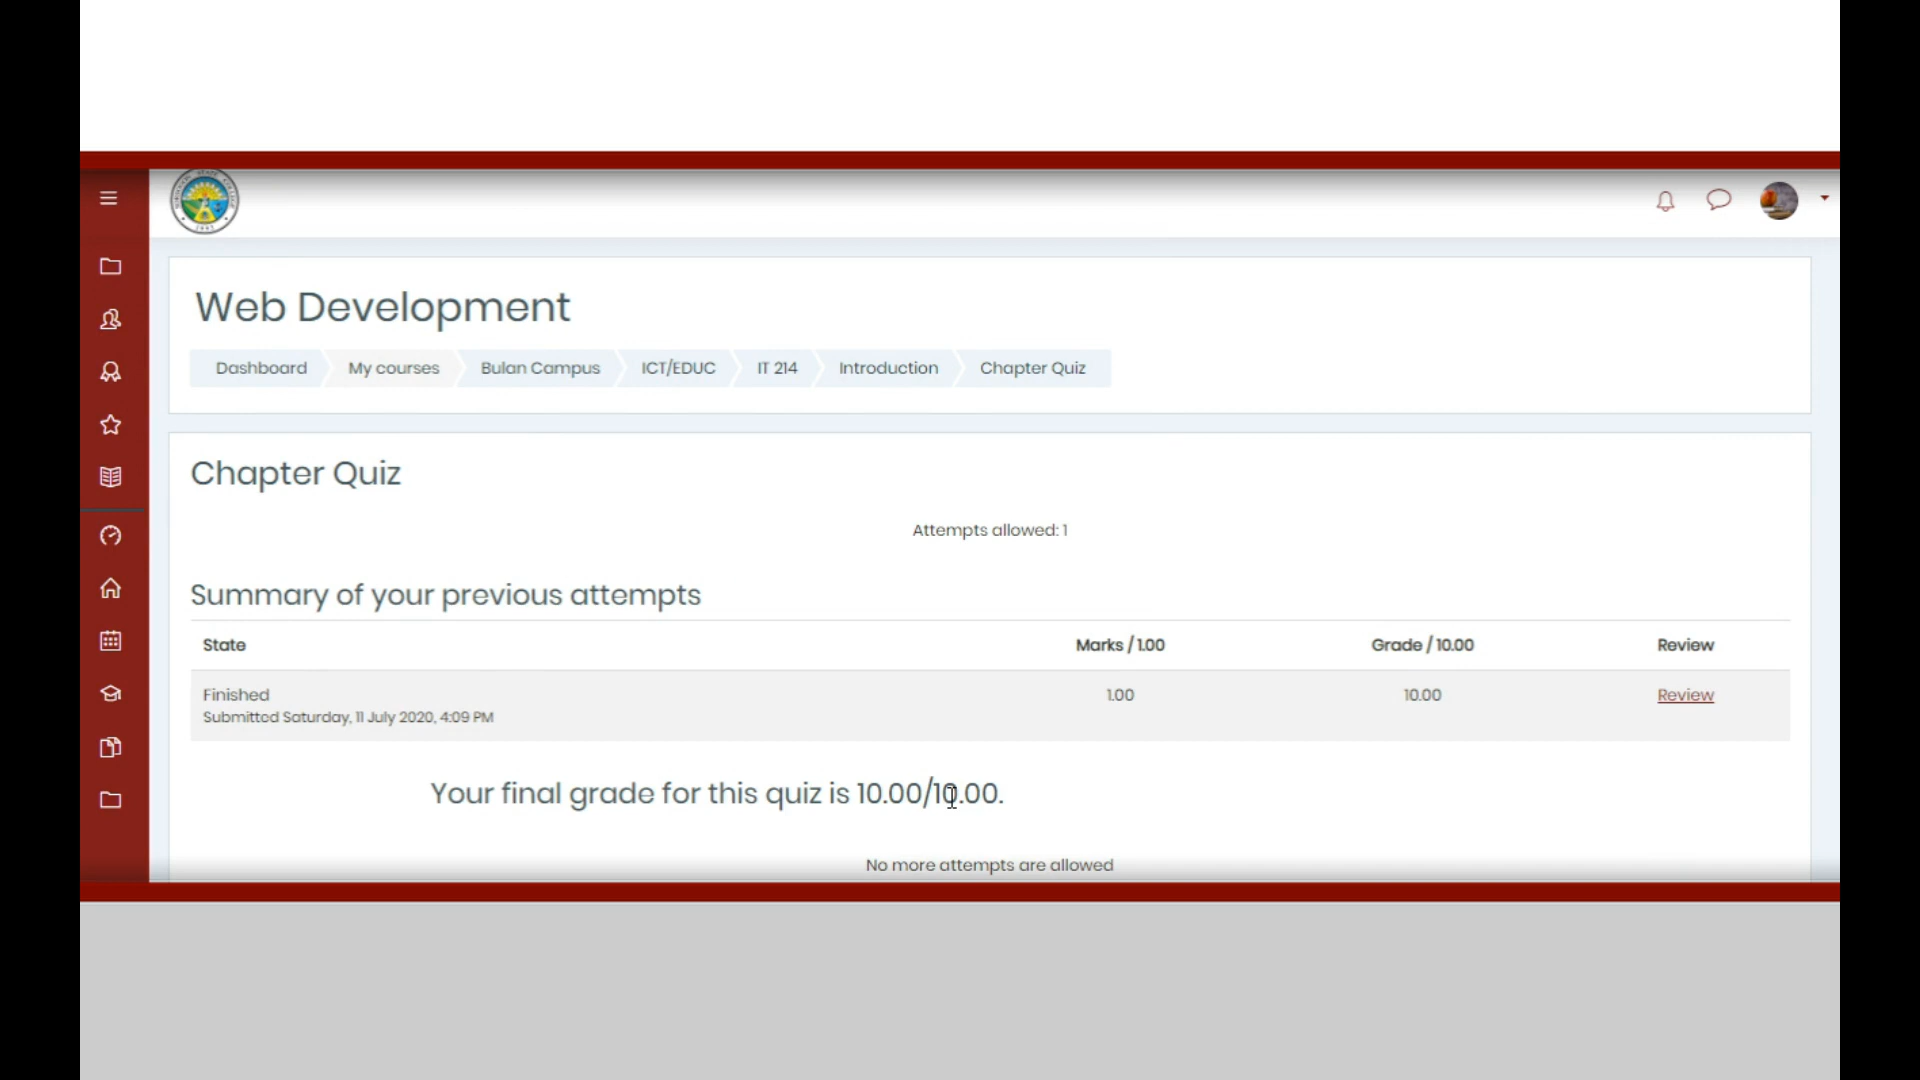 Web Development
Dashboard My courses Bulan Campus ICT/EDUC IT 214 Introduction Chapter Quiz
Chapter Quiz
Attempts allowed: 1
Summary of your previous attempts
State Marks / 1.00 Grade / 10.00 Review
Finished 1.00 10.00 Review
Submitted Saturday, 11 July 2020, 4:09 PM
Your final grade for this quiz is 10.00/10.00.
No more attempts are allowed